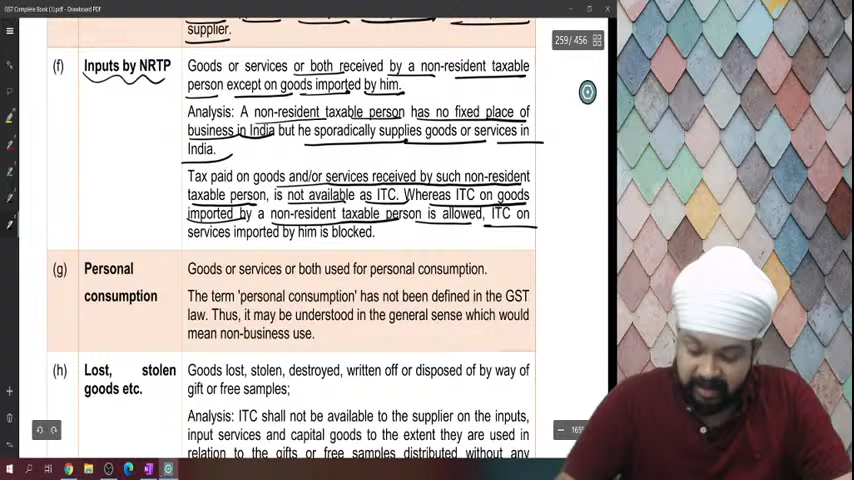 GST Complete Book (1).pdf - Drawboard PDF
supplier.
259/456
(f) Inputs by NRTP Goods or services or both received by a non-resident taxable
person except on goods imported by him.
Analysis: A non-resident taxable person has no fixed place of
business in India but he sporadically supplies goods or services in
India.
Tax paid on goods and/or services received by such non-resident
taxable person, is not available as ITC. Whereas ITC on goods
imported by a non-resident taxable person is allowed, ITC on
services imported by him is blocked.
(g) Personal Goods or services or both used for personal consumption.
consumption The term 'personal consumption' has not been defined in the GST
law. Thus, it may be understood in the general sense which would
mean non-business use.
(h) Lost, stolen Goods lost, stolen, destroyed, written off or disposed of by way of
goods etc. gift or free samples;
Analysis: ITC shall not be available to the supplier on the inputs,
input services and capital goods to the extent they are used in
relation to the gifts or free samples distributed without any